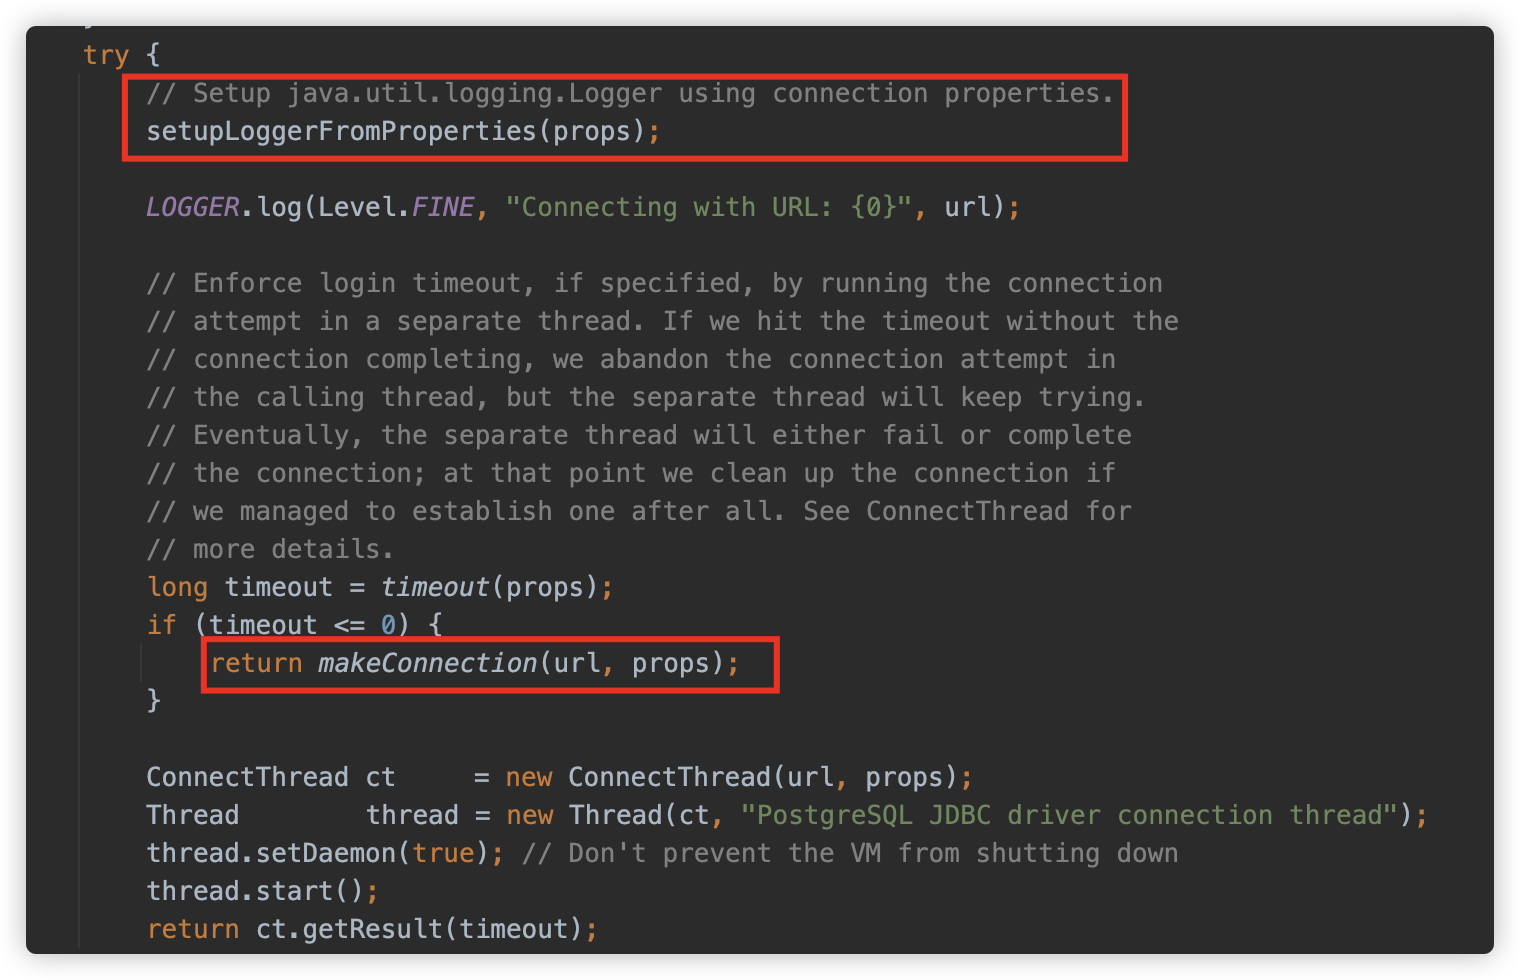 try {
// Setup java.util.logging.Logger using connection properties.
setupLoggerFromProperties(props);
LOGGER.log(Level.FINE, "Connecting with URL: {0}", url);
// Enforce login timeout, if specified, by running the connection
// attempt in a separate thread. If we hit the timeout without the
// connection completing, we abandon the connection attempt in
// the calling thread, but the separate thread will keep trying.
// Eventually, the separate thread will either fail or complete
// the connection; at that point we clean up the connection if
// we managed to establish one after all. See ConnectThread for
// more details.
long timeout = timeout(props);
if (timeout <= 0) {
return makeConnection(url, props);
}
ConnectThread ct     = new ConnectThread(url, props);
Thread        thread = new Thread(ct, "PostgreSQL JDBC driver connection thread");
thread.setDaemon(true); // Don't prevent the VM from shutting down
thread.start();
return ct.getResult(timeout);